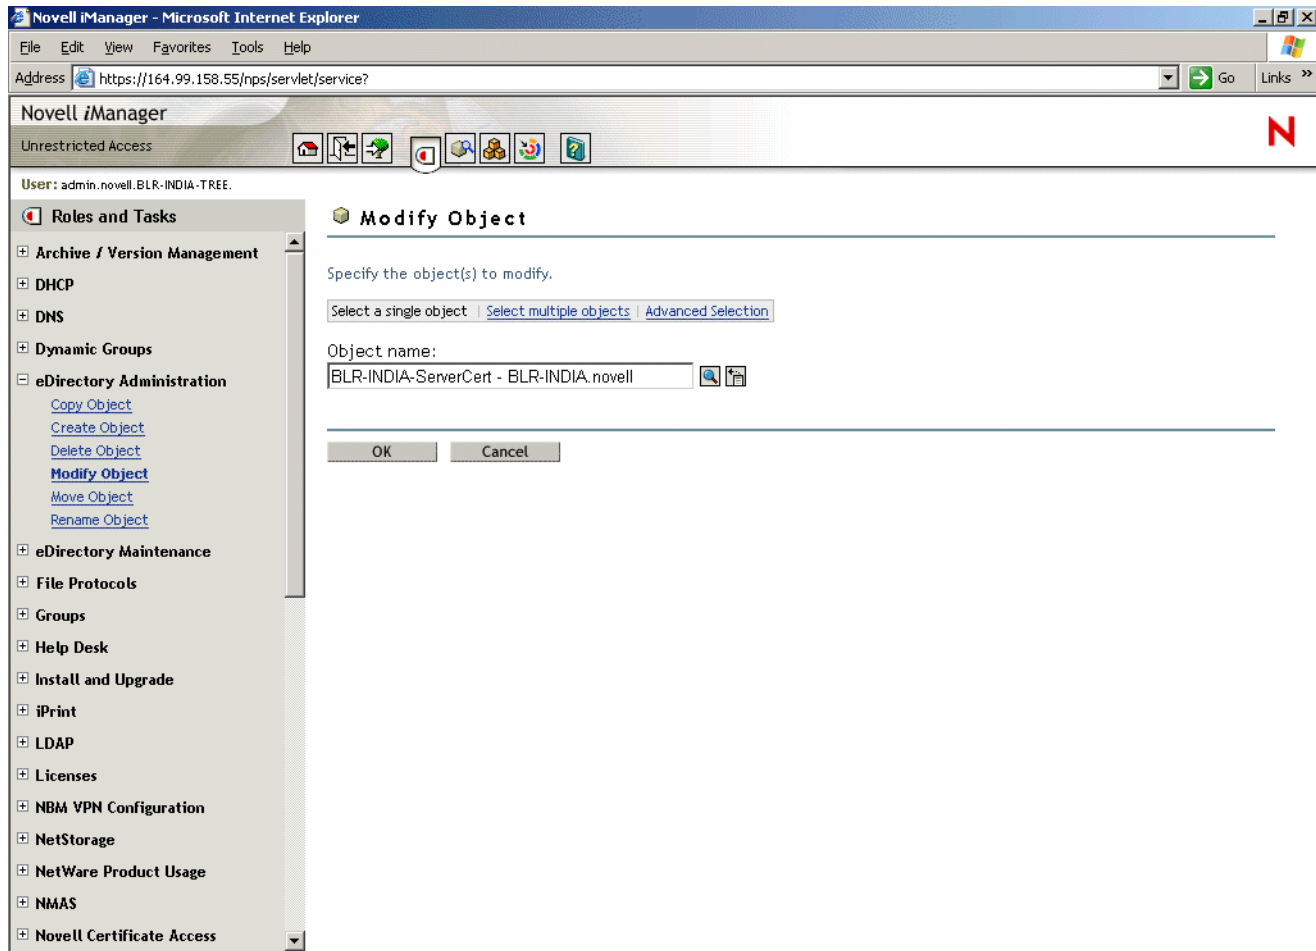 Novell iManager - Microsoft Internet Explorer
File Edit View Favorites Tools Help
Address https://164.99.158.55/nps/servlet/service? Go Links »
Novell iManager
Unrestricted Access
N
User: admin.novell.BLR-INDIA-TREE.
Roles and Tasks
Archive / Version Management
DHCP
DNS
Dynamic Groups
eDirectory Administration
Copy Object
Create Object
Delete Object
Modify Object
Move Object
Rename Object
eDirectory Maintenance
File Protocols
Groups
Help Desk
Install and Upgrade
iPrint
LDAP
Licenses
NBM VPN Configuration
NetStorage
NetWare Product Usage
NMAS
Novell Certificate Access
Modify Object
Specify the object(s) to modify.
Select a single object | Select multiple objects | Advanced Selection
Object name:
BLR-INDIA-ServerCert - BLR-INDIA.novell
OK Cancel